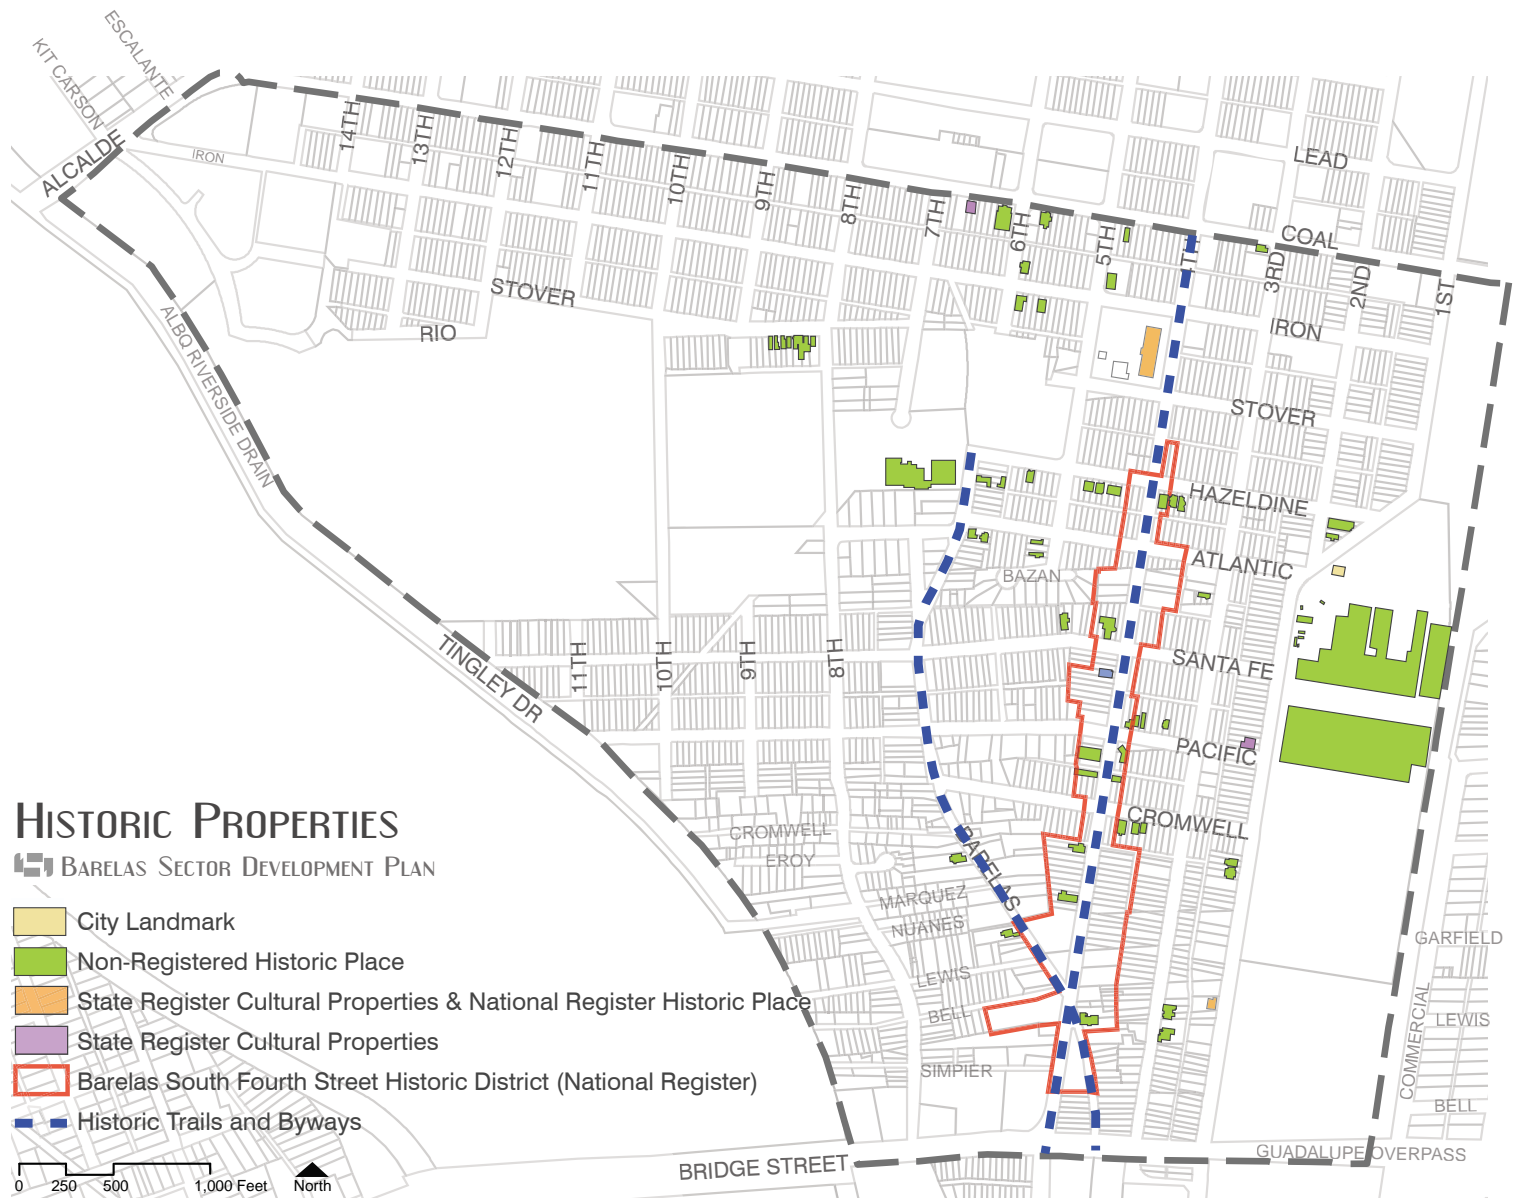 ESCALANTE
KIT CARSON
ALCALDE
IRON
14TH
13TH
12TH
11TH
10TH
9TH
8TH
7TH
6TH
5TH
4TH
3RD
2ND
1ST
LEAD
COAL
IRON
STOVER
RIO
STOVER
ALBQ RIVERSIDE DRAIN
HAZELDINE
ATLANTIC
BAZAN
SANTA FE
TINGLEY DR
11TH
10TH
9TH
8TH
PACIFIC
CROMWELL
CROMWELL
EROY
BARELAS
MARQUEZ
NUANES
LEWIS
BELL
SIMPIER
GARFIELD
LEWIS
COMMERCIAL
BELL
GUADALUPE OVERPASS
BRIDGE STREET
HISTORIC PROPERTIES
BARELAS SECTOR DEVELOPMENT PLAN
City Landmark
Non-Registered Historic Place
State Register Cultural Properties & National Register Historic Place
State Register Cultural Properties
Barelas South Fourth Street Historic District (National Register)
Historic Trails and Byways
0 250 500 1,000 Feet North